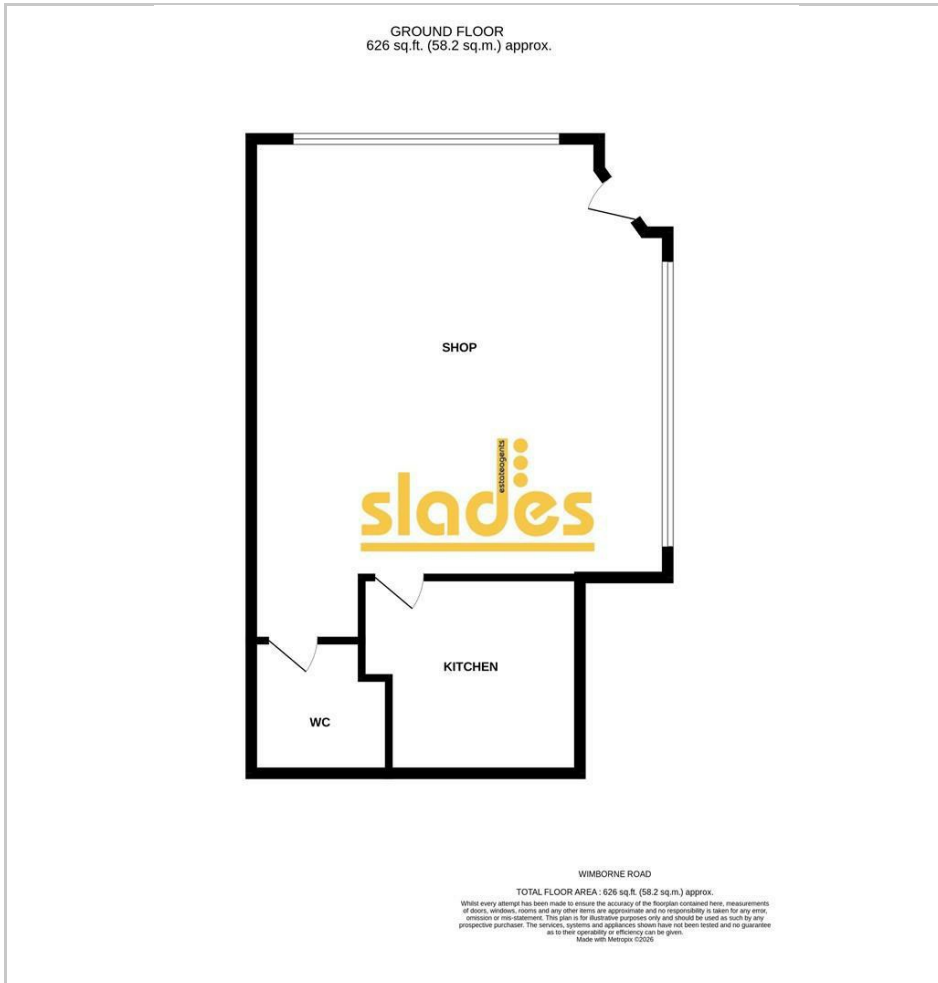 GROUND FLOOR
626 sq.ft. (58.2 sq.m.) approx.
SHOP
estateagents
slades
KITCHEN
WC
WIMBORNE ROAD
TOTAL FLOOR AREA : 626 sq.ft. (58.2 sq.m.) approx.
Whilst every attempt has been made to ensure the accuracy of the floorplan contained here, measurements
of doors, windows, rooms and any other items are approximate and no responsibility is taken for any error,
omission or mis-statement. This plan is for illustrative purposes only and should be used as such by any
prospective purchaser. The services, systems and appliances shown have not been tested and no guarantee
as to their operability or efficiency can be given.
Made with Metropix ©2026